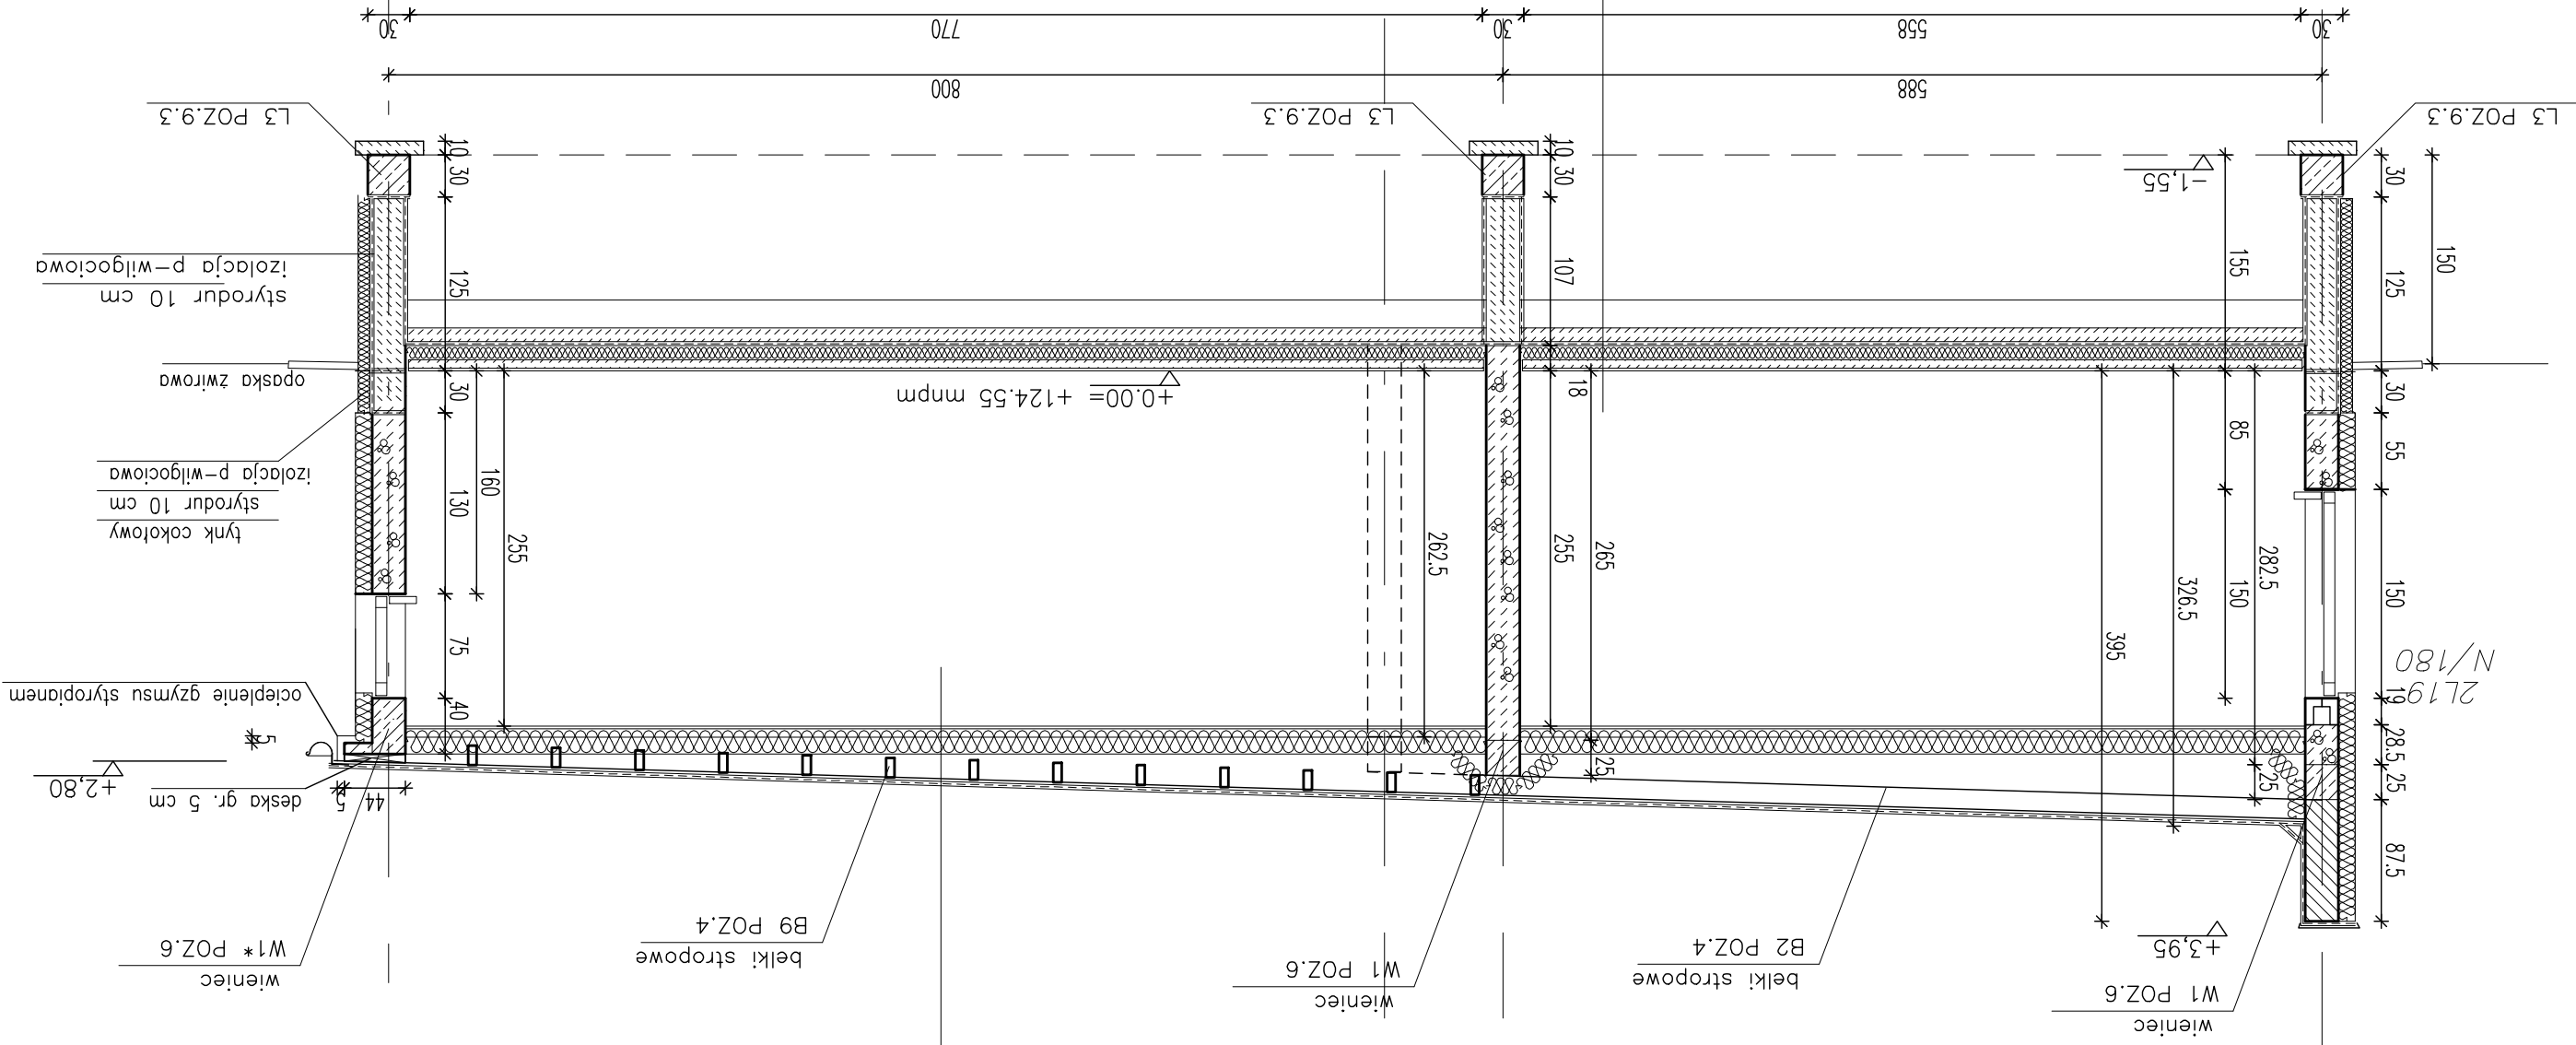 wieniec
W1 POZ.6
belki stropowe
B2 POZ.4
wieniec
W1 POZ.6
belki stropowe
B9 POZ.4
wieniec
W1* POZ.6
+3,95
+2,80
deska gr. 5 cm
5
44
5
ocieplenie gzymsu styropianem
2L19
N/180
tynk cokołowy
styrodur 10 cm
izolacja p-wilgociowa
opaska żwirowa
styrodur 10 cm
izolacja p-wilgociowa
+0.00= +124.55 mnpm
-1,55
87.5
25
28.5
19
150
55
30
125
30
150
25
282.5
326.5
395
150
85
155
25
265
18
255
107
30
10
262.5
255
160
40
75
130
30
125
30
10
L3 POZ.9.3
L3 POZ.9.3
L3 POZ.9.3
588
800
30
558
30
770
30